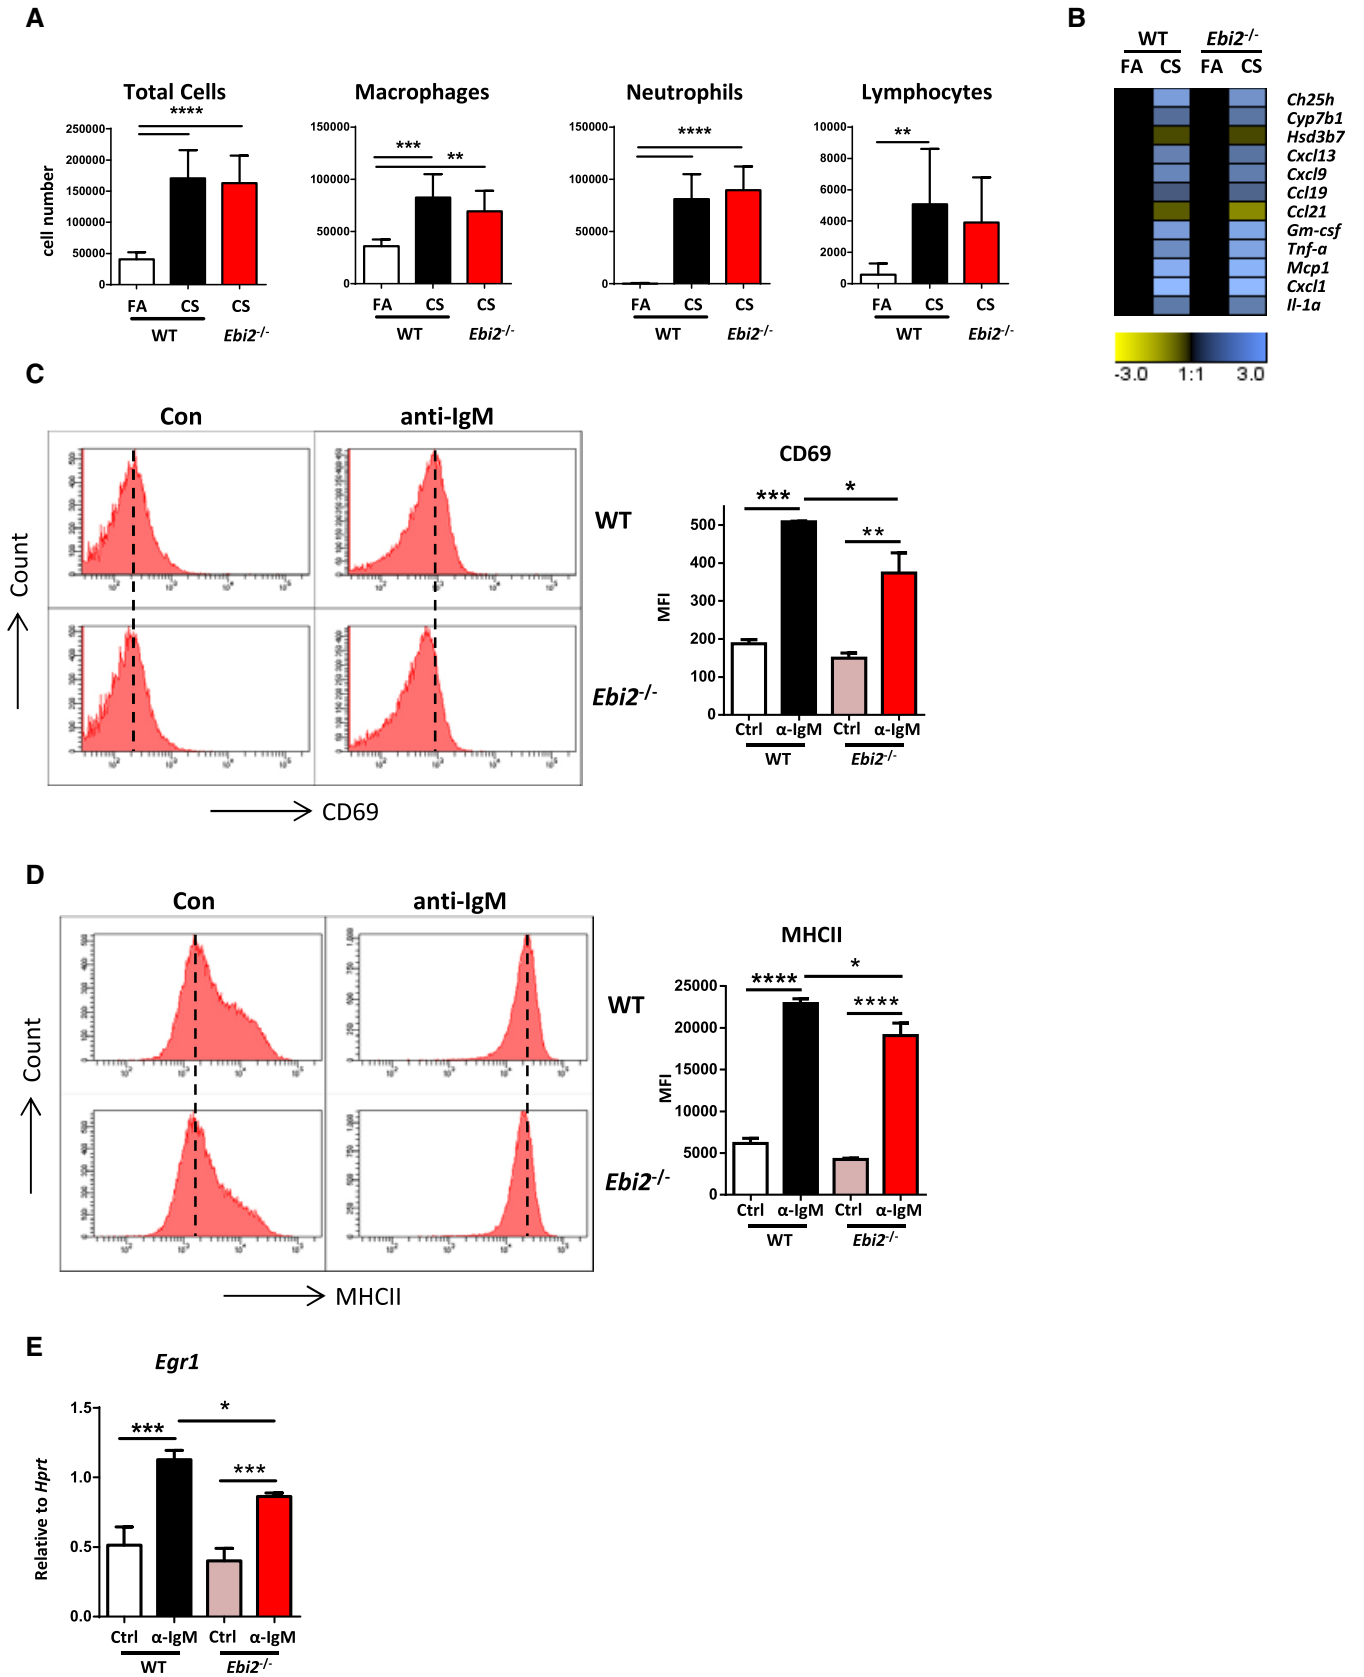 A
B
WT Ebi2-/-
FA CS FA CS
Ch25h
Cyp7b1
Hsd3b7
Cxcl13
Cxcl9
Ccl19
Ccl21
Gm-csf
Tnf-a
Mcp1
Cxcl1
Il-1a
-3.0 1:1 3.0
Total Cells
****
250000
200000
150000
100000
50000
0
cell number
FA CS CS
WT Ebi2-/-
Macrophages
***
**
150000
100000
50000
0
FA CS CS
WT Ebi2-/-
Neutrophils
****
150000
100000
50000
0
FA CS CS
WT Ebi2-/-
Lymphocytes
**
10000
8000
6000
4000
2000
0
FA CS CS
WT Ebi2-/-
C
Con anti-IgM
WT
Ebi2-/-
Count
CD69
CD69
*** *
**
500
400
300
200
100
0
MFI
Ctrl α-IgM Ctrl α-IgM
WT Ebi2-/-
D
Con anti-IgM
WT
Ebi2-/-
Count
MHCII
MHCII
**** *
****
25000
20000
15000
10000
5000
0
MFI
Ctrl α-IgM Ctrl α-IgM
WT Ebi2-/-
E
Egr1
*** *
***
1.5
1.0
0.5
0.0
Relative to Hprt
Ctrl α-IgM Ctrl α-IgM
WT Ebi2-/-